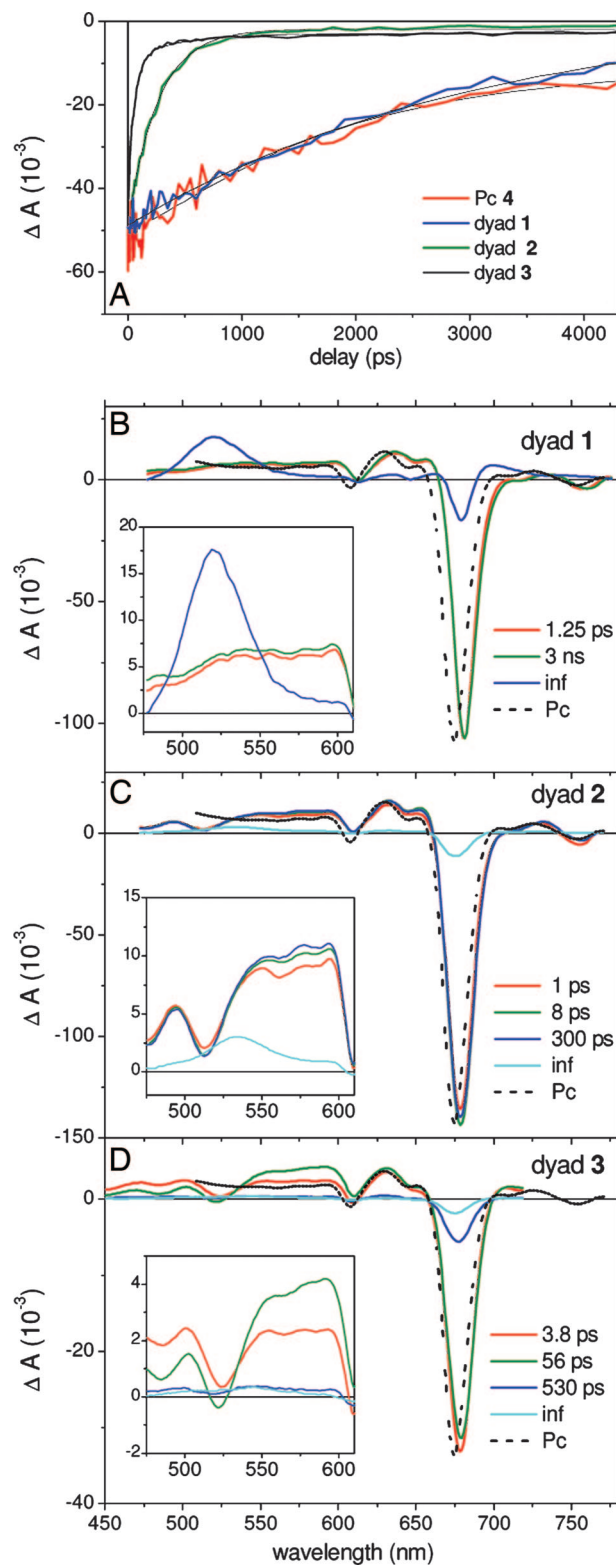 0
-20
-40
-60
Δ A (10⁻³)
Pc 4
dyad 1
dyad 2
dyad 3
A
0 1000 2000 3000 4000
delay (ps)
B
dyad 1
0
-50
-100
Δ A (10⁻³)
20
15
10
5
0
500 550 600
1.25 ps
3 ns
inf
Pc
C
dyad 2
0
-50
-100
-150
Δ A (10⁻³)
15
10
5
0
500 550 600
1 ps
8 ps
300 ps
inf
Pc
D
dyad 3
0
-20
-40
Δ A (10⁻³)
4
2
0
-2
500 550 600
3.8 ps
56 ps
530 ps
inf
Pc
450 500 550 600 650 700 750
wavelength (nm)